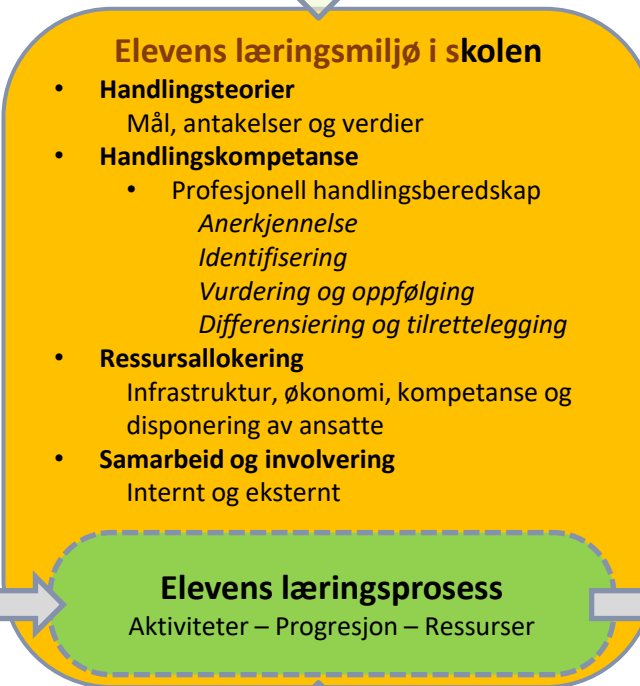 Elevens læringsmiljø i skolen
• Handlingsteorier
Mål, antakelser og verdier
• Handlingskompetanse
• Profesjonell handlingsberedskap
Anerkjennelse
Identifisering
Vurdering og oppfølging
Differensiering og tilrettelegging
• Ressursallokering
Infrastruktur, økonomi, kompetanse og
disponering av ansatte
• Samarbeid og involvering
Internt og eksternt
Elevens læringsprosess
Aktiviteter – Progresjon – Ressurser